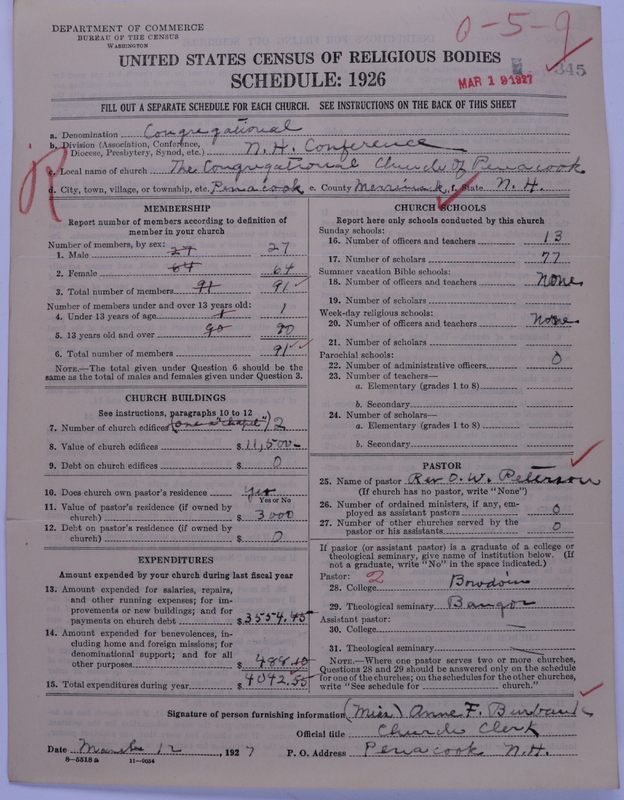 DEPARTMENT OF COMMERCE
BUREAU OF THE CENSUS
WASHINGTON
0-5-9
345
UNITED STATES CENSUS OF RELIGIOUS BODIES
SCHEDULE: 1926
MAR 19 1927
FILL OUT A SEPARATE SCHEDULE FOR EACH CHURCH. SEE INSTRUCTIONS ON THE BACK OF THIS SHEET
a. Denomination Congregational
b. Division (Association, Conference, Diocese, Presbytery, Synod, etc.) N. H. Conference
c. Local name of church The Congregational Church of Penacook
d. City, town, village, or township, etc. Penacook e. County Merrimack f. State N. H.
MEMBERSHIP
Report number of members according to definition of
member in your church
Number of members, by sex:
1. Male 27 27
2. Female 64 64
3. Total number of members 91 91
Number of members under and over 13 years old:
4. Under 13 years of age 1 1
5. 13 years old and over 90 90
6. Total number of members 91
NOTE.—The total given under Question 6 should be the
same as the total of males and females given under Question 3.
CHURCH BUILDINGS
See instructions, paragraphs 10 to 12
7. Number of church edifices (one a "chapel") 2
8. Value of church edifices $ 11,500-
9. Debt on church edifices $ 0
10. Does church own pastor's residence Yes
Yes or No
11. Value of pastor's residence (if owned by
church) $ 3000
12. Debt on pastor's residence (if owned by
church) $ 0
EXPENDITURES
Amount expended by your church during last fiscal year
13. Amount expended for salaries, repairs,
and other running expenses; for im-
provements or new buildings; and for
payments on church debt $ 3554.45
14. Amount expended for benevolences, in-
cluding home and foreign missions; for
denominational support; and for all
other purposes $ 488.10
15. Total expenditures during year $ 4042.55
CHURCH SCHOOLS
Report here only schools conducted by this church
Sunday schools:
16. Number of officers and teachers 13
17. Number of scholars 77
Summer vacation Bible schools:
18. Number of officers and teachers None
19. Number of scholars
Week-day religious schools:
20. Number of officers and teachers None
21. Number of scholars
Parochial schools:
22. Number of administrative officers 0
23. Number of teachers—
a. Elementary (grades 1 to 8)
b. Secondary
24. Number of scholars—
a. Elementary (grades 1 to 8)
b. Secondary
PASTOR
25. Name of pastor Rev O. W. Peterson
(If church has no pastor, write "None")
26. Number of ordained ministers, if any, em-
ployed as assistant pastors 0
27. Number of other churches served by the
pastor or his assistants 0
If pastor (or assistant pastor) is a graduate of a college or
theological seminary, give name of institution below. (If
not a graduate, write "No" in the space indicated.)
Pastor: 2
28. College Bowdoin
29. Theological seminary Bangor
Assistant pastor:
30. College
31. Theological seminary
NOTE.—Where one pastor serves two or more churches,
Questions 28 and 29 should be answered only on the schedule
for one of the churches; on the schedules for the other churches,
write "See schedule for church."
Signature of person furnishing information (Miss) Anne F. Burbank
Official title Church Clerk
Date March 12, 1927 P. O. Address Penacook N.H.
8-5518 a 11-9054